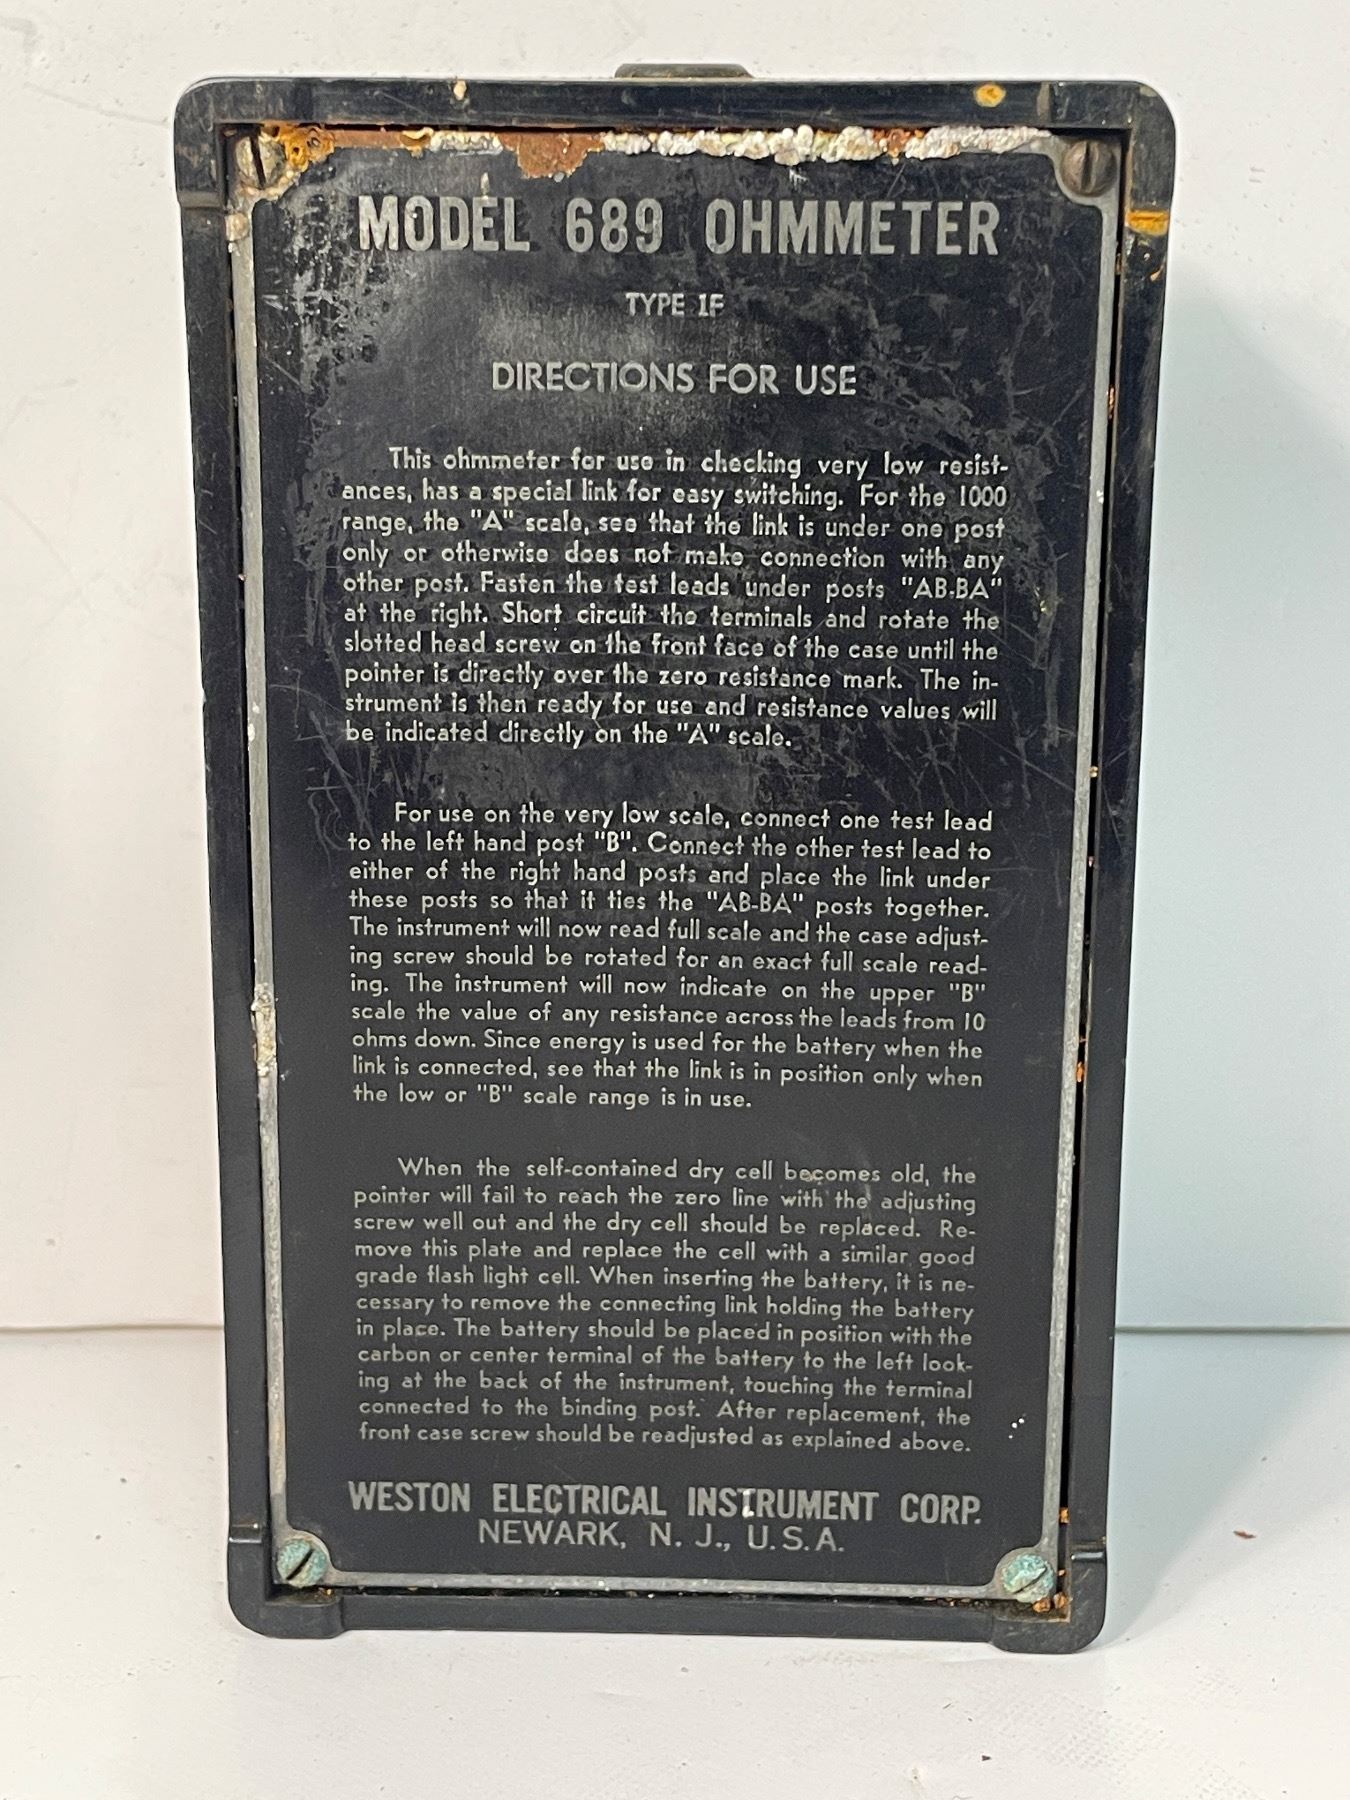 MODEL 689 OHMMETER
TYPE 1F
DIRECTIONS FOR USE
This ohmmeter for use in checking very low resist-
ances, has a special link for easy switching. For the 1000
range, the "A" scale, see that the link is under one post
only or otherwise does not make connection with any
other post. Fasten the test leads under posts "AB-BA"
at the right. Short circuit the terminals and rotate the
slotted head screw on the front face of the case until the
pointer is directly over the zero resistance mark. The in-
strument is then ready for use and resistance values will
be indicated directly on the "A" scale.
For use on the very low scale, connect one test lead
to the left hand post "B". Connect the other test lead to
either of the right hand posts and place the link under
these posts so that it ties the "AB-BA" posts together.
The instrument will now read full scale and the case adjust-
ing screw should be rotated for an exact full scale read-
ing. The instrument will now indicate on the upper "B"
scale the value of any resistance across the leads from 10
ohms down. Since energy is used for the battery when the
link is connected, see that the link is in position only when
the low or "B" scale range is in use.
When the self-contained dry cell becomes old, the
pointer will fail to reach the zero line with the adjusting
screw well out and the dry cell should be replaced. Re-
move this plate and replace the cell with a similar good
grade flash light cell. When inserting the battery, it is ne-
cessary to remove the connecting link holding the battery
in place. The battery should be placed in position with the
carbon or center terminal of the battery to the left look-
ing at the back of the instrument, touching the terminal
connected to the binding post. After replacement, the
front case screw should be readjusted as explained above.
WESTON ELECTRICAL INSTRUMENT CORP.
NEWARK, N. J., U.S.A.